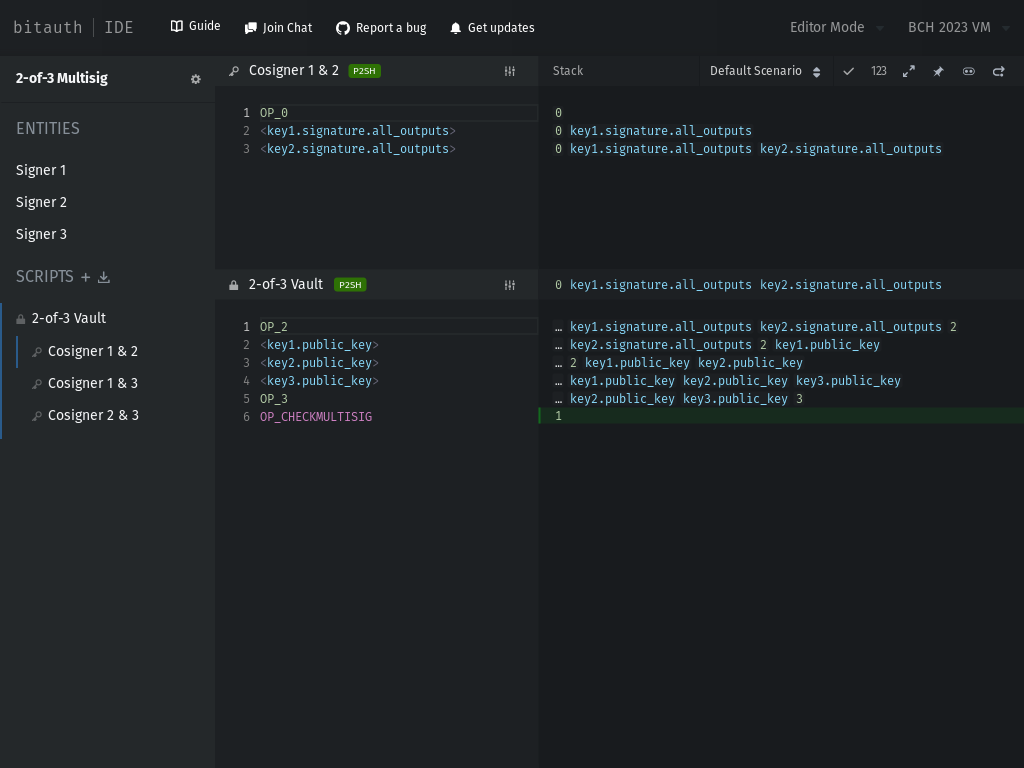 bitauth | IDE
Guide
Join Chat
Report a bug
Get updates
Editor Mode
BCH 2023 VM
2-of-3 Multisig
ENTITIES
Signer 1
Signer 2
Signer 3
SCRIPTS +
2-of-3 Vault
Cosigner 1 & 2
Cosigner 1 & 3
Cosigner 2 & 3
Cosigner 1 & 2 P2SH
1 OP_0
2 <key1.signature.all_outputs>
3 <key2.signature.all_outputs>
Stack
Default Scenario
123
0
0 key1.signature.all_outputs
0 key1.signature.all_outputs key2.signature.all_outputs
2-of-3 Vault P2SH
1 OP_2
2 <key1.public_key>
3 <key2.public_key>
4 <key3.public_key>
5 OP_3
6 OP_CHECKMULTISIG
0 key1.signature.all_outputs key2.signature.all_outputs
… key1.signature.all_outputs key2.signature.all_outputs 2
… key2.signature.all_outputs 2 key1.public_key
… 2 key1.public_key key2.public_key
… key1.public_key key2.public_key key3.public_key
… key2.public_key key3.public_key 3
1